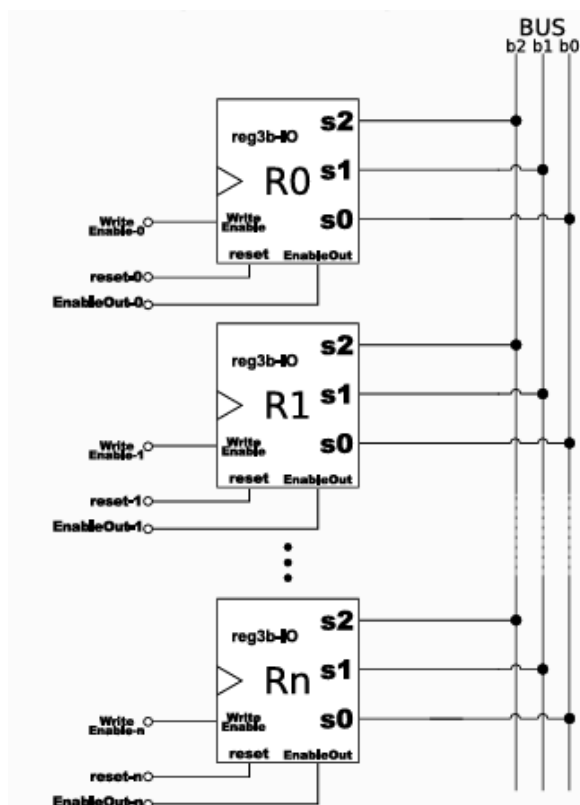 BUS
b2 b1 b0
reg3b-IO
s2
R0
s1
s0
Write
Enable-0
Write
Enable
reset
EnableOut
reset-0
EnableOut-0
reg3b-IO
s2
R1
s1
s0
Write
Enable-1
Write
Enable
reset
EnableOut
reset-1
EnableOut-1
reg3b-IO
s2
Rn
s1
s0
Write
Enable-n
Write
Enable
reset
EnableOut
reset-n
EnableOut-n